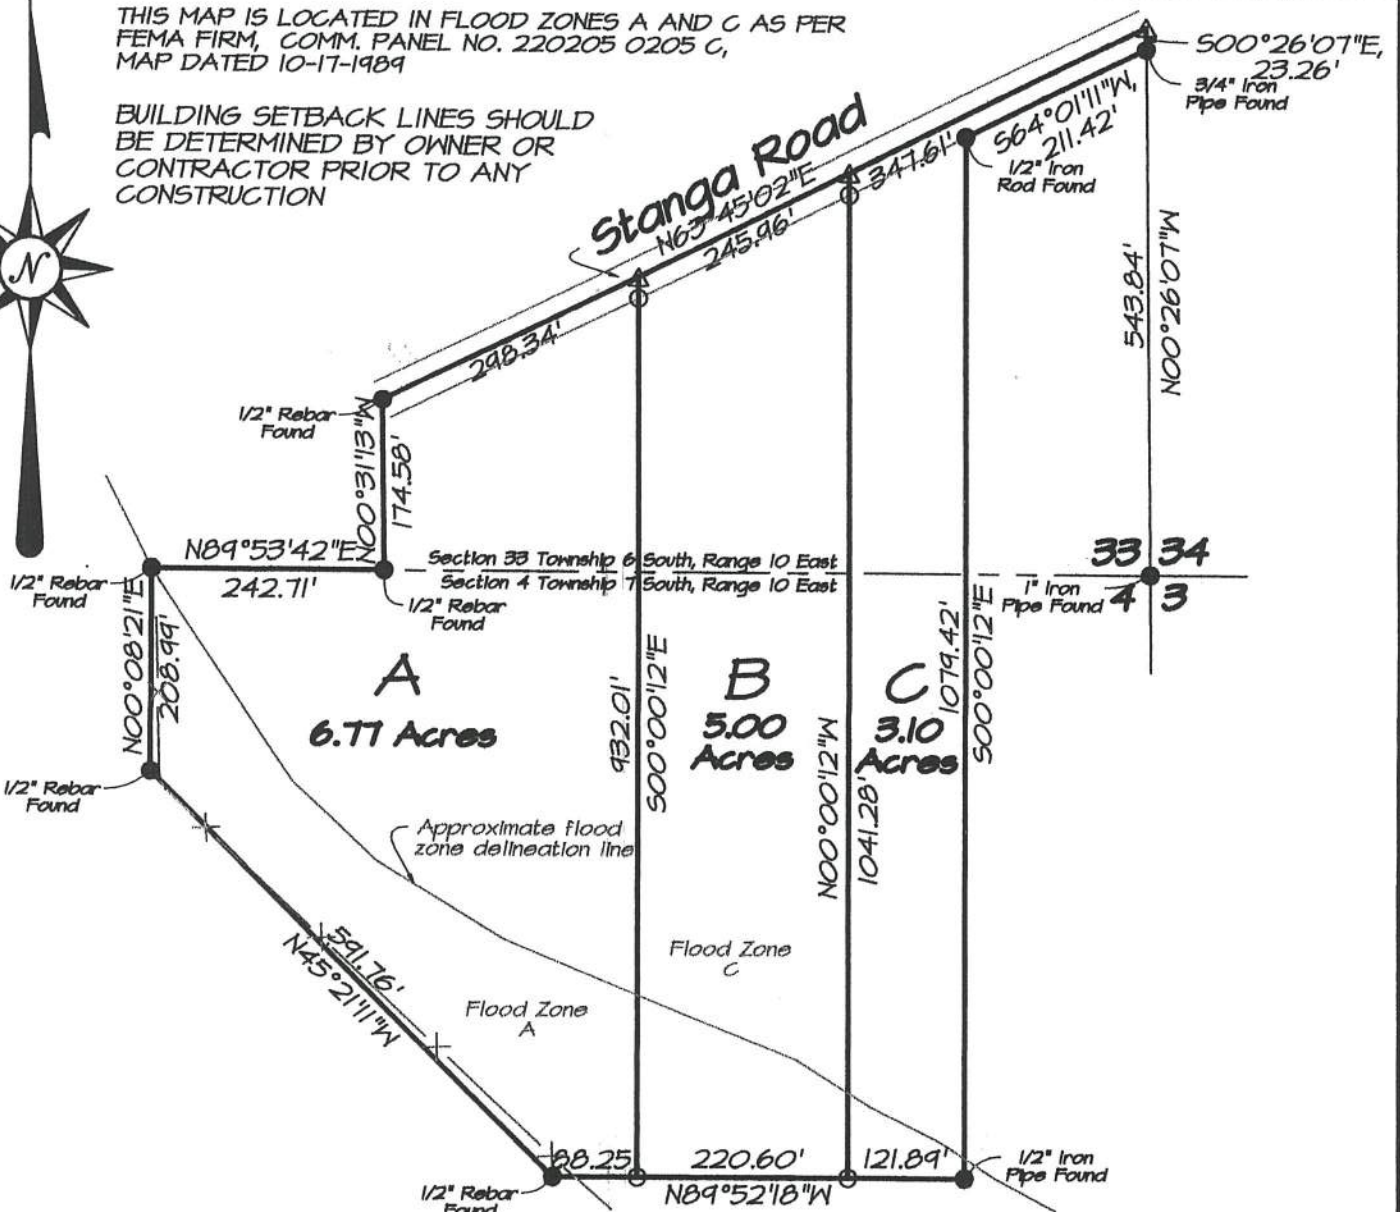 THIS MAP IS LOCATED IN FLOOD ZONES A AND C AS PER
FEMA FIRM, COMM. PANEL NO. 220205 0205 C,
MAP DATED 10-17-1989
BUILDING SETBACK LINES SHOULD
BE DETERMINED BY OWNER OR
CONTRACTOR PRIOR TO ANY
CONSTRUCTION
N
S00°26'07"E,
23.26'
3/4" Iron
Pipe Found
S64°01'11"W,
211.42'
1/2" Iron
Rod Found
Stanga Road
N63°45'02"E
245.96'
347.61'
298.34'
543.84'
N00°26'07"W
1/2" Rebar
Found
N00°31'13"W
174.58'
N89°53'42"E
242.71'
1/2" Rebar
Found
1/2" Rebar
Found
Section 33 Township 6 South, Range 10 East
Section 4 Township 7 South, Range 10 East
33 34
4 3
1" Iron
Pipe Found
N00°08'21"E
208.99'
A
6.77 Acres
B
5.00
Acres
C
3.10
Acres
932.01'
S00°00'12"E
N00°00'12"W
1041.28'
1079.42'
S00°00'12"E
1/2" Rebar
Found
Approximate flood
zone delineation line
591.76'
N45°21'11"W
Flood Zone
C
Flood Zone
A
88.25
220.60'
121.89'
N89°52'18"W
1/2" Iron
Pipe Found
1/2" Rebar
Found